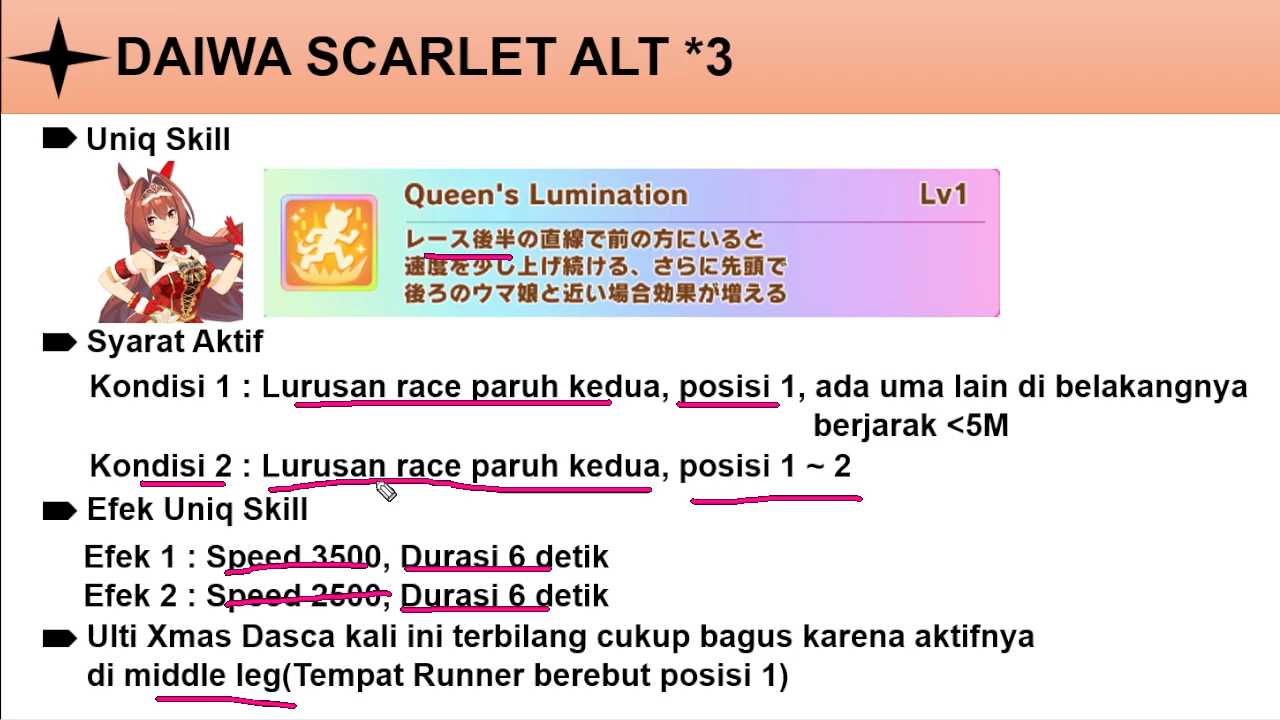 DAIWA SCARLET ALT *3
Uniq Skill
Queen's Lumination Lv1
レース後半の直線で前の方にいると
速度を少し上げ続ける、さらに先頭で
後ろのウマ娘と近い場合効果が増える
Syarat Aktif
Kondisi 1 : Lurusan race paruh kedua, posisi 1, ada uma lain di belakangnya
berjarak <5M
Kondisi 2 : Lurusan race paruh kedua, posisi 1 ~ 2
Efek Uniq Skill
Efek 1 : Speed 3500, Durasi 6 detik
Efek 2 : Speed 2500, Durasi 6 detik
Ulti Xmas Dasca kali ini terbilang cukup bagus karena aktifnya
di middle leg(Tempat Runner berebut posisi 1)